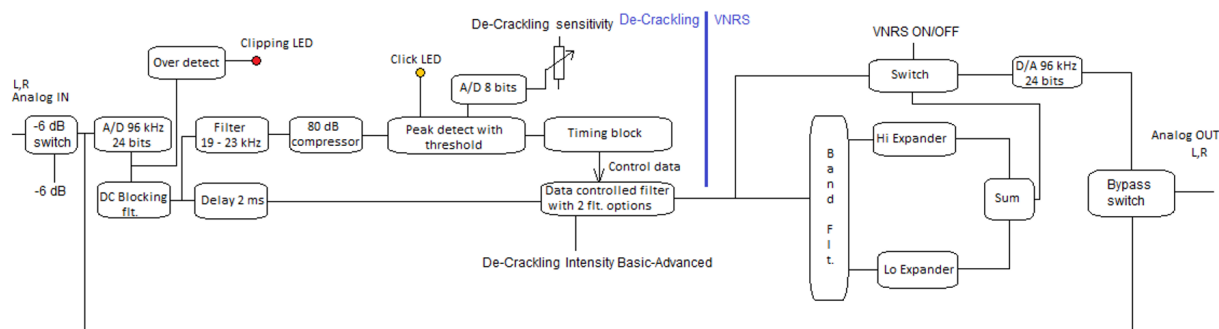 De-Crackling sensitivity
De-Crackling
VNRS
Clipping LED
VNRS ON/OFF
Over detect
Click LED
Switch
D/A 96 kHz
24 bits
L,R
Analog IN
A/D 8 bits
-6 dB
switch
A/D 96 kHz
24 bits
Filter
19 - 23 kHz
80 dB
compressor
Peak detect with
threshold
Timing block
Hi Expander
Analog OUT
L,R
Control data
-6 dB
DC Blocking
flt.
Delay 2 ms
Data controlled filter
with 2 flt. options
Band
Flt.
Sum
Bypass
switch
De-Crackling Intensity Basic-Advanced
Lo Expander